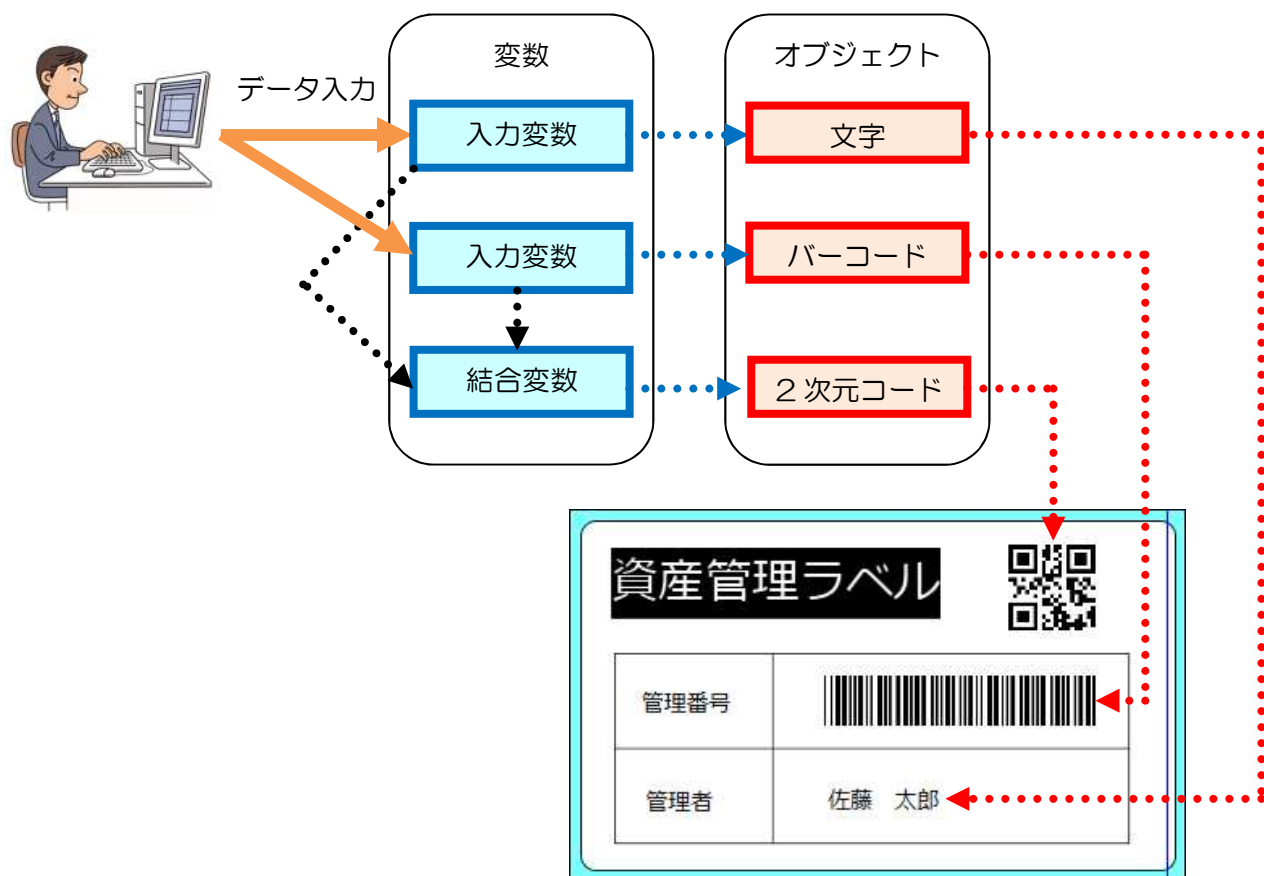 変数
オブジェクト
データ入力
入力変数
文字
入力変数
バーコード
結合変数
2次元コード
資産管理ラベル
管理番号
管理者
佐藤 太郎